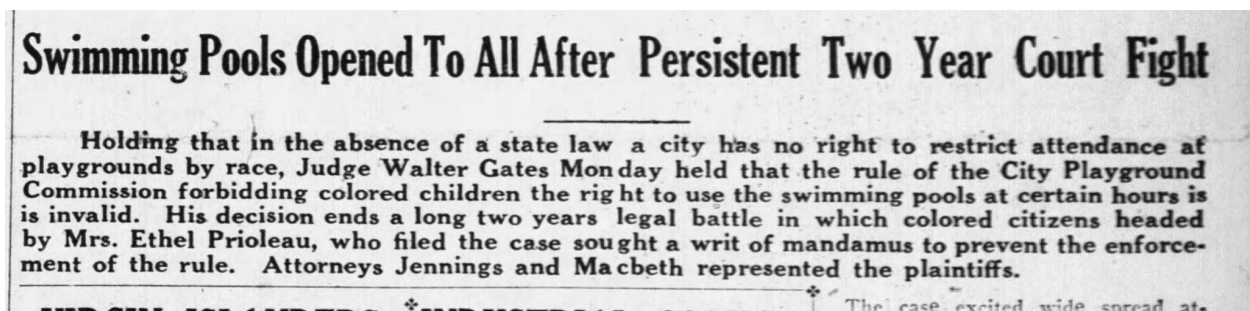 Swimming Pools Opened To All After Persistent Two Year Court Fight
Holding that in the absence of a state law a city has no right to restrict attendance at
playgrounds by race, Judge Walter Gates Monday held that the rule of the City Playground
Commission forbidding colored children the right to use the swimming pools at certain hours is
is invalid. His decision ends a long two years legal battle in which colored citizens headed
by Mrs. Ethel Prioleau, who filed the case sought a writ of mandamus to prevent the enforce-
ment of the rule. Attorneys Jennings and Macbeth represented the plaintiffs.
The case excited wide spread at-